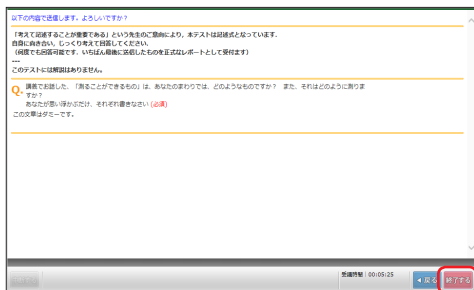 以下の内容で送信します。よろしいですか？
「考えて記述することが重要である」という先生のご意向により、本テストは記述式となっています。
自身に向き合い、じっくり考えて回答してください。
（何度でも回答可能です。いちばん最後に送信したものを正式なレポートとして受付ます）
---
このテストには解説はありません。
Q. 講義でお話した、「測ることができるもの」は、あなたのまわりでは、どのようなものですか？　また、それはどのように測りま
すか？
あなたが思い浮かぶだけ、それぞれ書きなさい (必須)
この文章はダミーです。
受講時間｜00:05:25
戻る
終了する